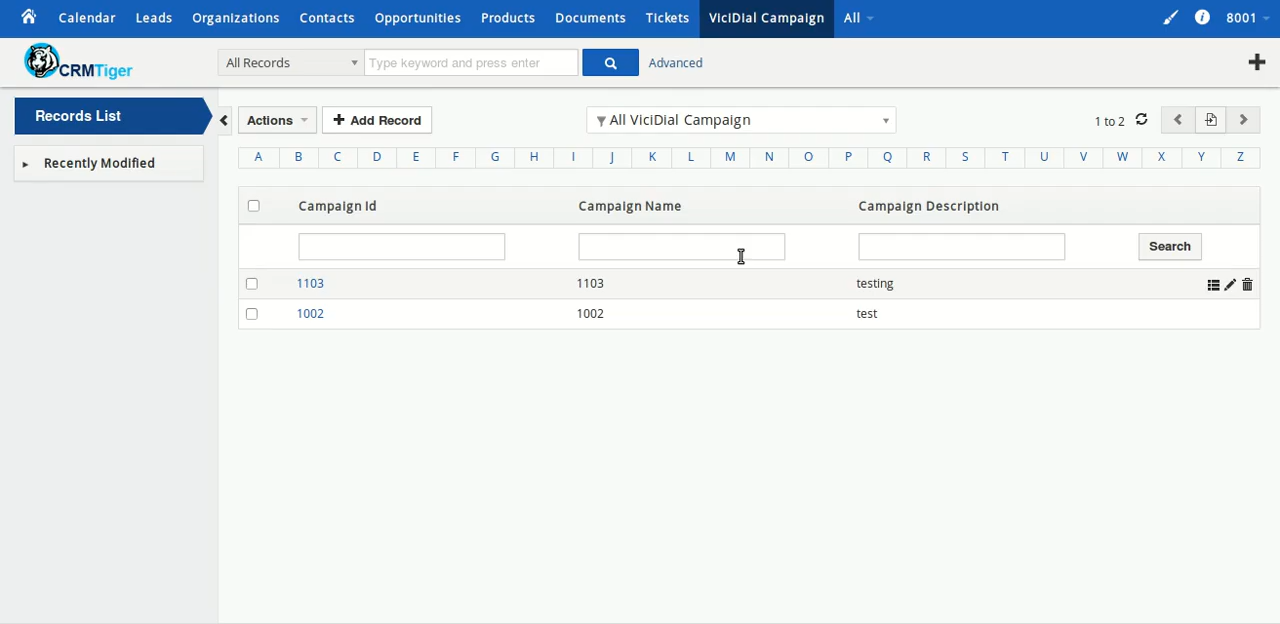 Calendar Leads Organizations Contacts Opportunities Products Documents Tickets ViciDial Campaign All 8001
CRMTiger All Records Type keyword and press enter Advanced
Records List Actions + Add Record All ViciDial Campaign 1 to 2
Recently Modified
A B C D E F G H I J K L M N O P Q R S T U V W X Y Z
Campaign Id Campaign Name Campaign Description
Search
1103 1103 testing
1002 1002 test